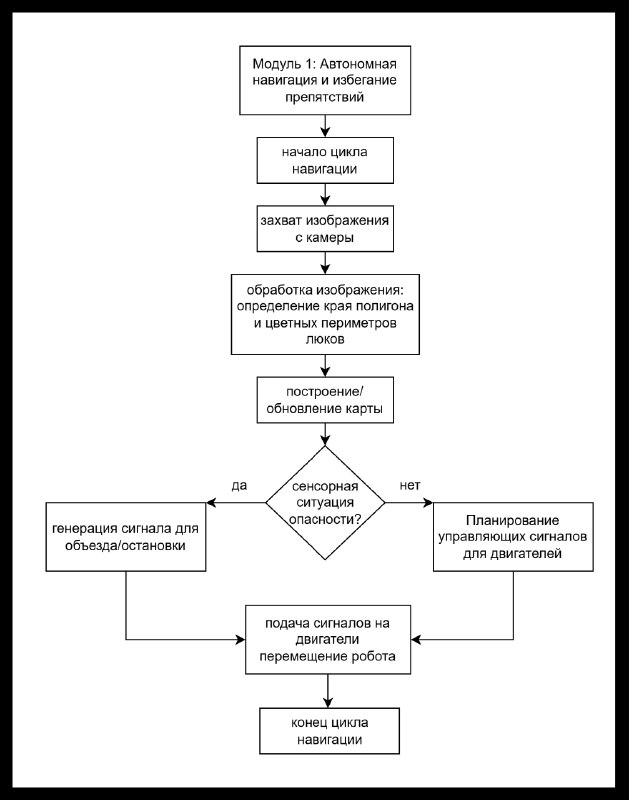 Модуль 1: Автономная
навигация и избегание
препятствий
начало цикла
навигации
захват изображения
с камеры
обработка изображения:
определение края полигона
и цветных периметров
люков
построение/
обновление карты
сенсорная
ситуация
опасности?
да
нет
генерация сигнала для
объезда/остановки
Планирование
управляющих сигналов
для двигателей
подача сигналов на
двигатели
перемещение робота
конец цикла
навигации